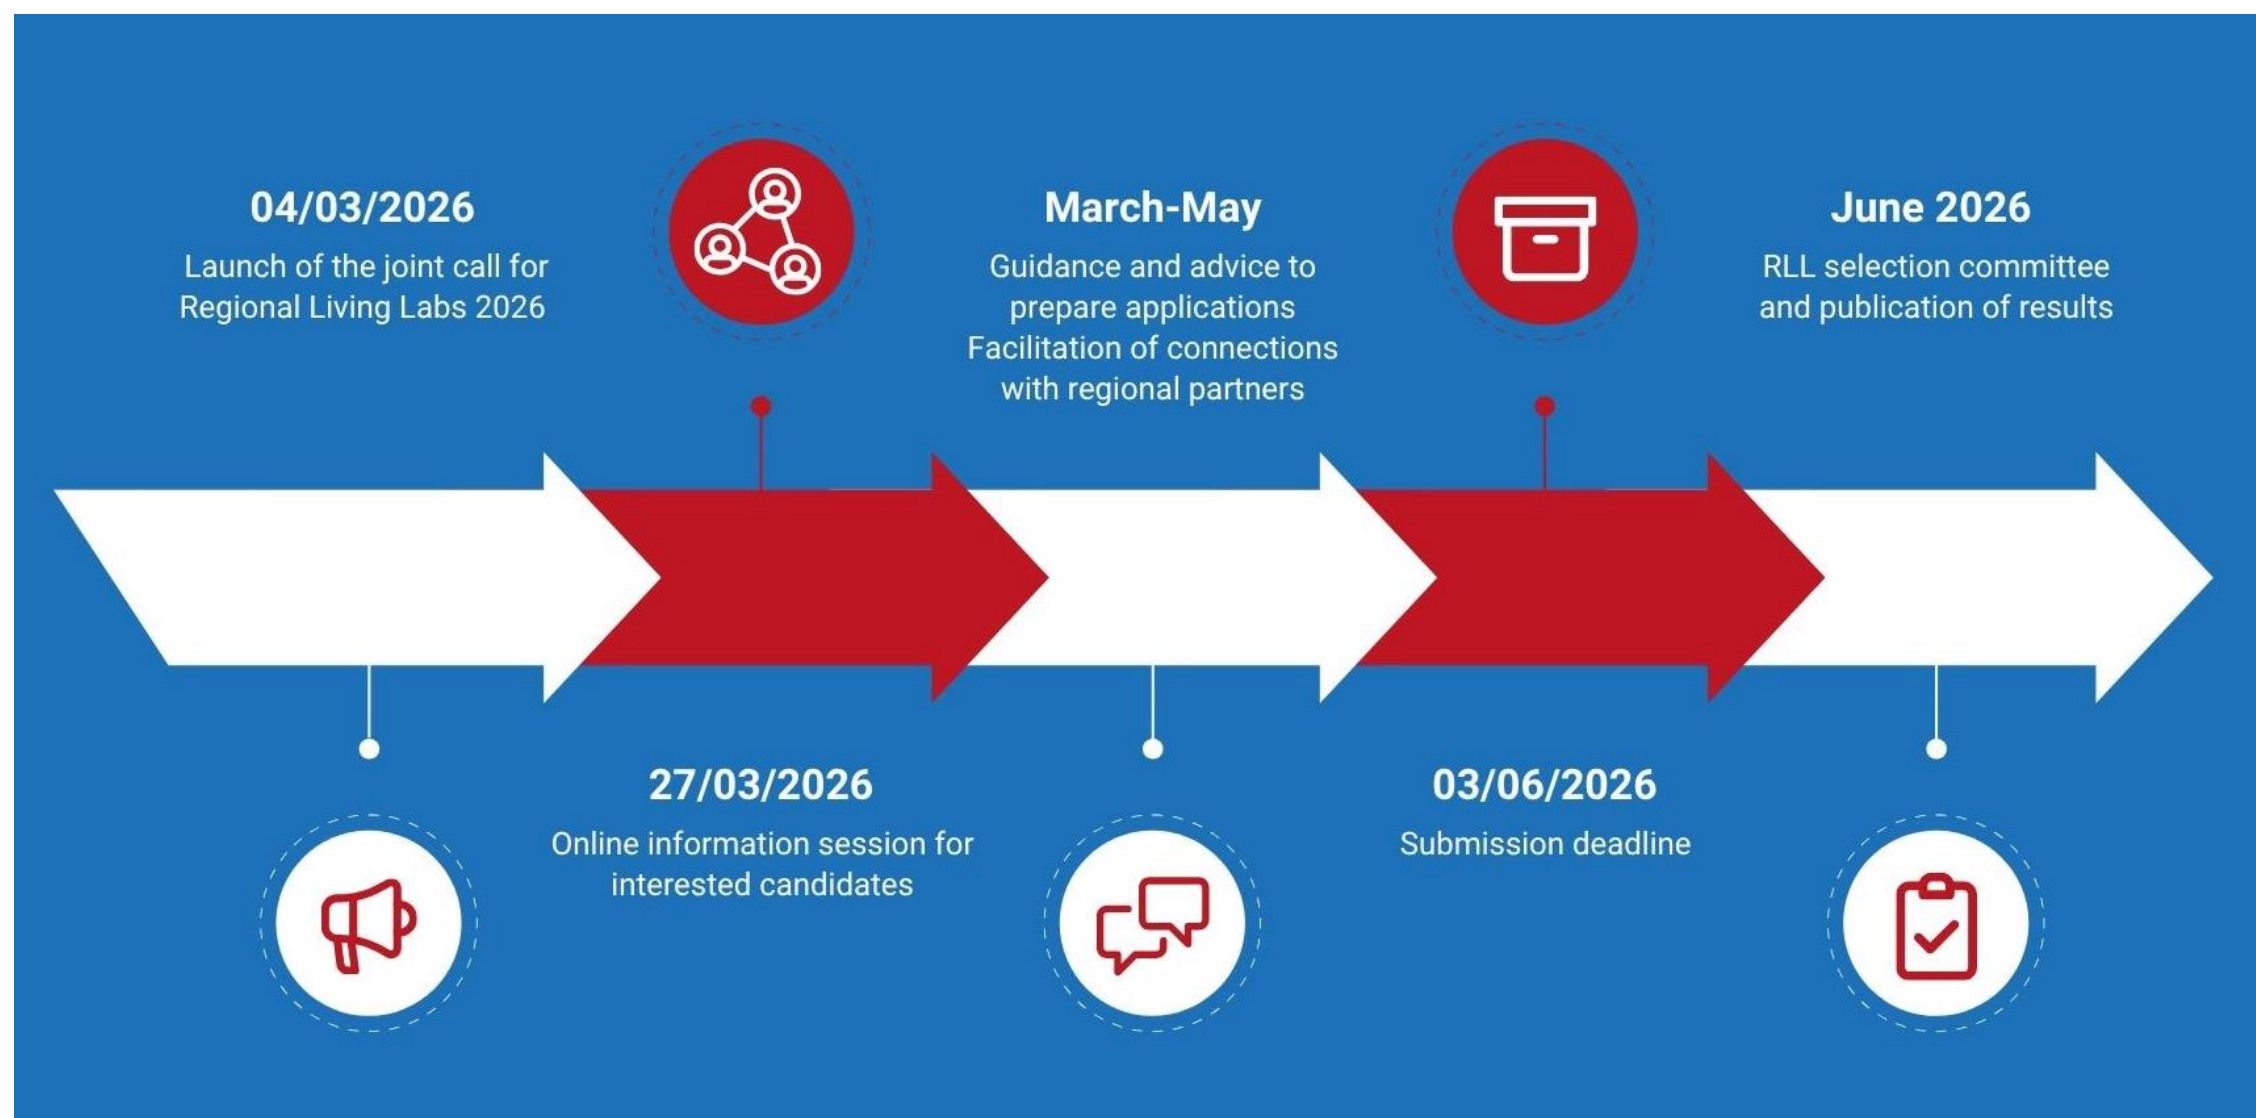 04/03/2026
Launch of the joint call for
Regional Living Labs 2026
27/03/2026
Online information session for
interested candidates
March-May
Guidance and advice to
prepare applications
Facilitation of connections
with regional partners
03/06/2026
Submission deadline
June 2026
RLL selection committee
and publication of results